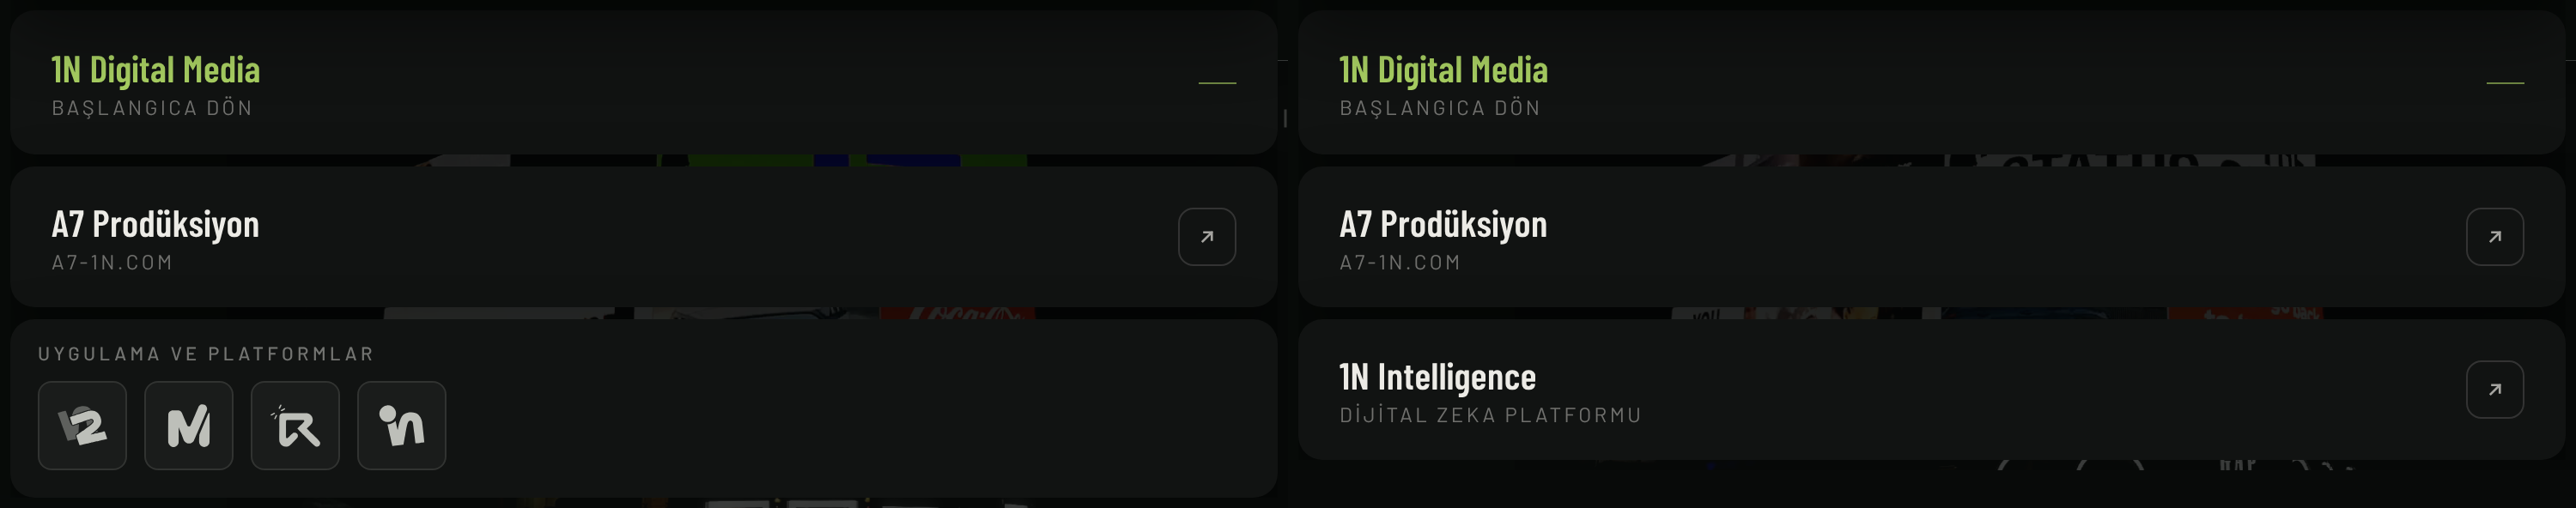 1N Digital Media
BAŞLANGICA DÖN
A7 Prodüksiyon
A7-1N.COM
UYGULAMA VE PLATFORMLAR
1N Digital Media
BAŞLANGICA DÖN
A7 Prodüksiyon
A7-1N.COM
1N Intelligence
DİJİTAL ZEKA PLATFORMU